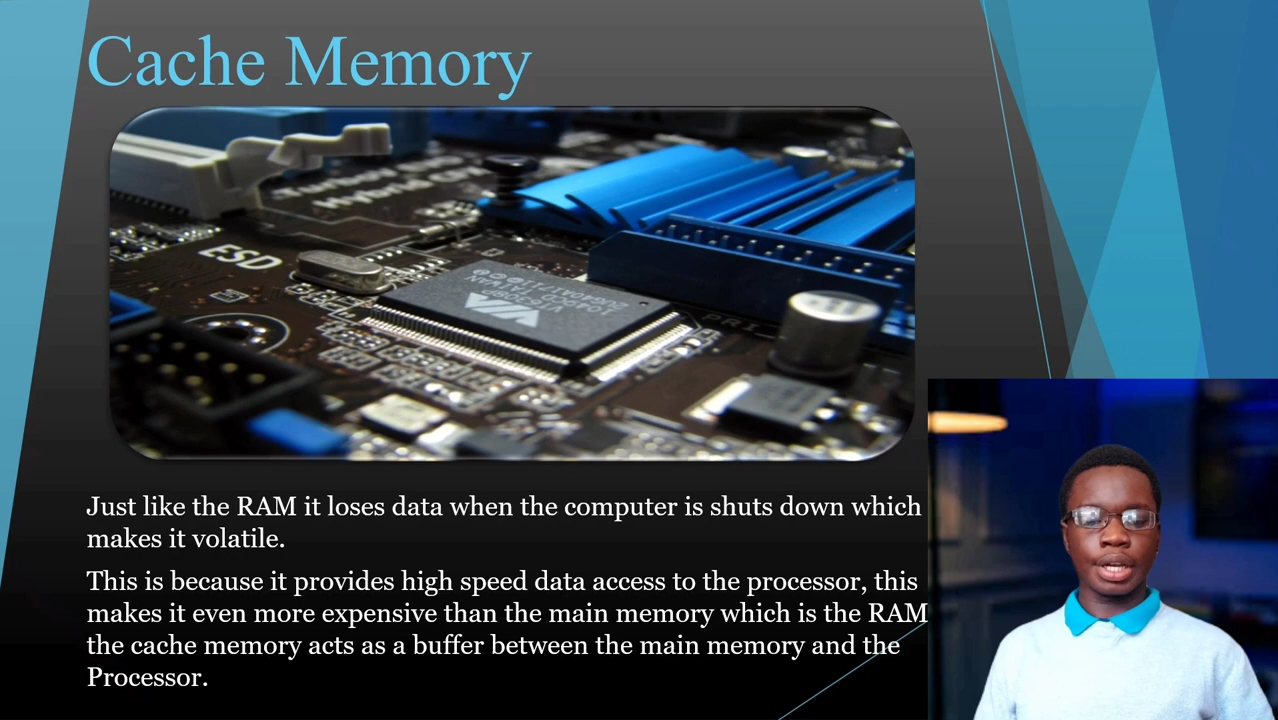 Cache Memory
ESD
Just like the RAM it loses data when the computer is shuts down which
makes it volatile.
This is because it provides high speed data access to the processor, this
makes it even more expensive than the main memory which is the RAM
the cache memory acts as a buffer between the main memory and the
Processor.